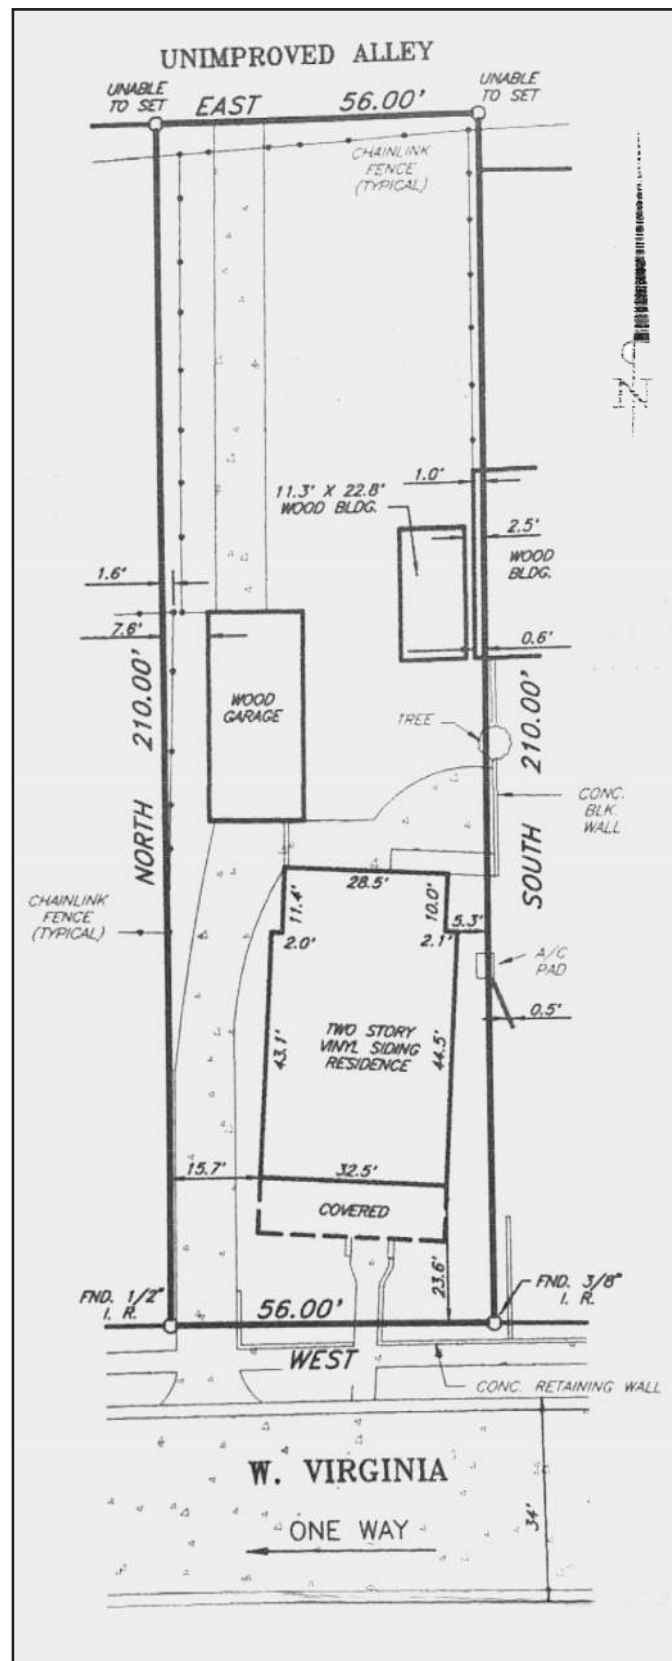 UNIMPROVED ALLEY
UNABLE
TO SET
UNABLE
TO SET
EAST 56.00'
CHAINLINK
FENCE
(TYPICAL)
N
1.0'
11.3' X 22.8'
WOOD BLDG.
2.5'
WOOD
BLDG.
1.6'
7.6'
0.6'
210.00'
NORTH
WOOD
GARAGE
TREE
210.00'
SOUTH
CONC.
BLK.
WALL
28.5'
11.4'
10.0'
5.3'
CHAINLINK
FENCE
(TYPICAL)
2.0'
2.1'
A/C
PAD
0.5'
TWO STORY
VINYL SIDING
RESIDENCE
43.1'
44.5'
15.7'
32.5'
COVERED
23.6'
FND. 1/2"
I. R.
FND. 3/8"
I. R.
56.00'
WEST
CONC. RETAINING WALL
W. VIRGINIA
ONE WAY
34'